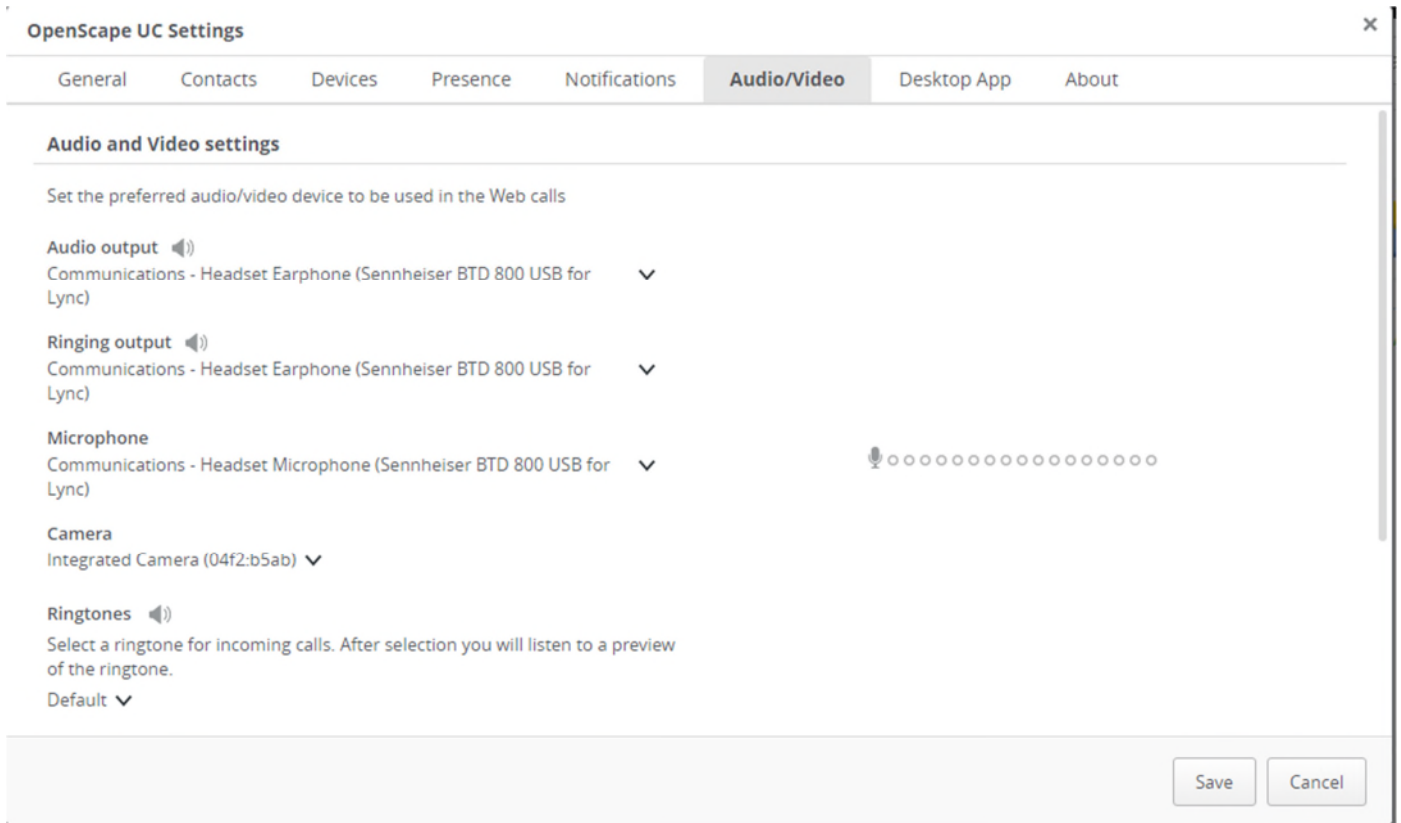 OpenScape UC Settings
General Contacts Devices Presence Notifications Audio/Video Desktop App About
Audio and Video settings
Set the preferred audio/video device to be used in the Web calls
Audio output
Communications - Headset Earphone (Sennheiser BTD 800 USB for
Lync)
Ringing output
Communications - Headset Earphone (Sennheiser BTD 800 USB for
Lync)
Microphone
Communications - Headset Microphone (Sennheiser BTD 800 USB for
Lync)
Camera
Integrated Camera (04f2:b5ab)
Ringtones
Select a ringtone for incoming calls. After selection you will listen to a preview
of the ringtone.
Default
Save Cancel